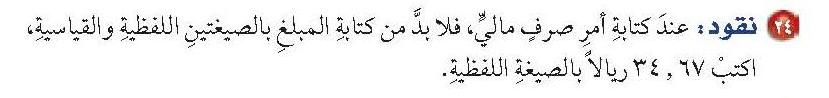 ٢٤ نقود: عندَ كتابةِ أمرِ صرفٍ ماليٍّ، فلا بدَّ من كتابةِ المبلغِ بالصيغتينِ اللفظيةِ والقياسيةِ،
اكتبْ ٦٧ , ٣٤ ريالاً بالصيغةِ اللفظيةِ.